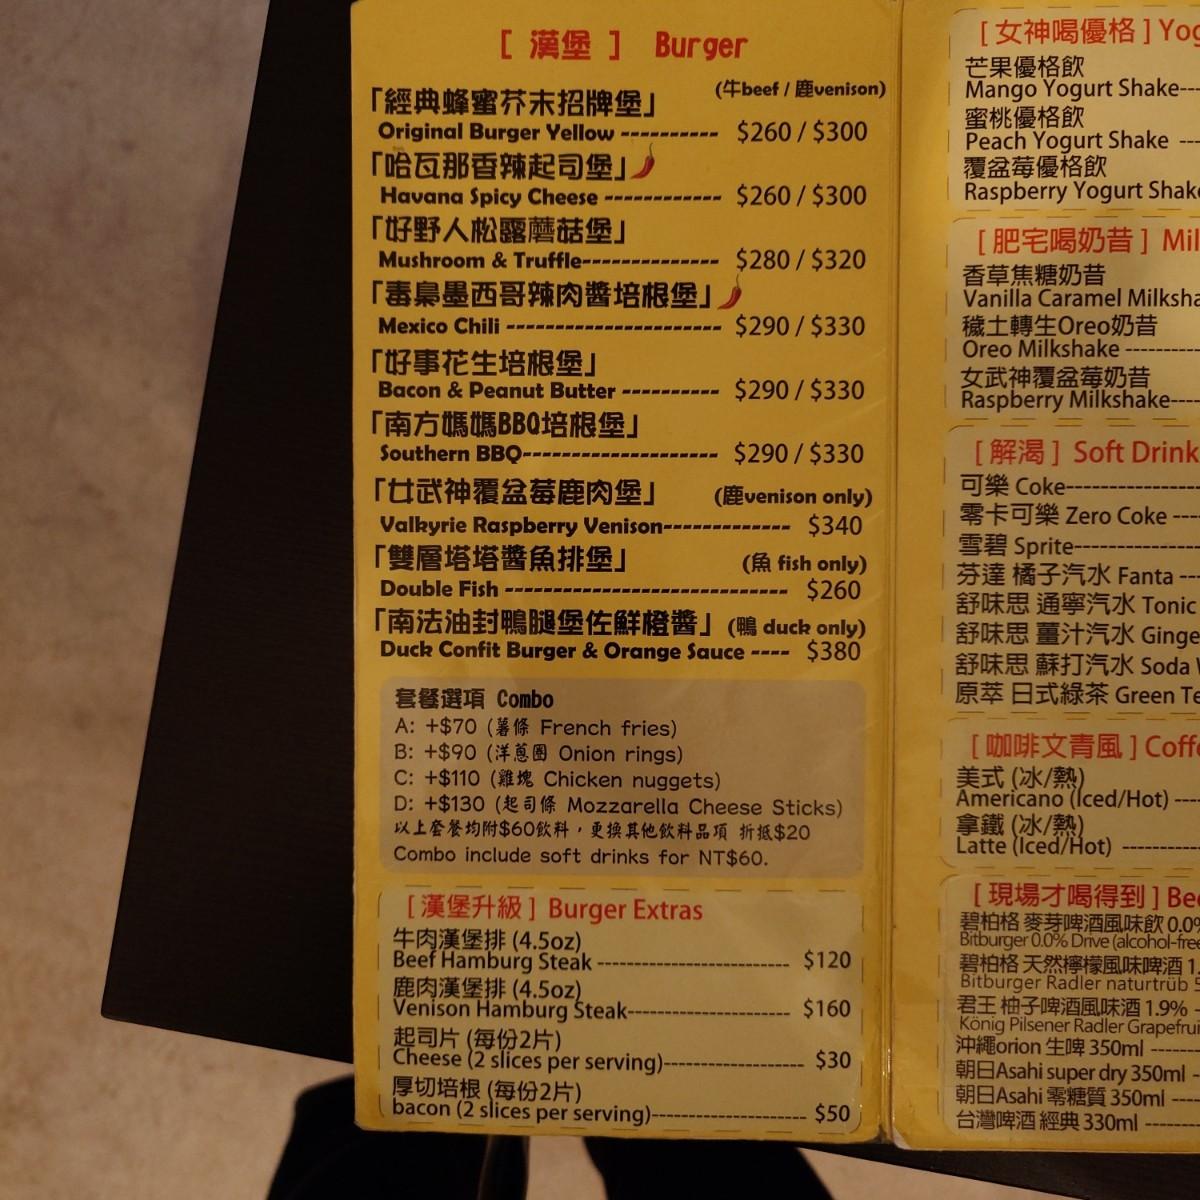 [ 漢堡 ] Burger
(牛beef / 鹿venison)
「經典蜂蜜芥末招牌堡」
Original Burger Yellow ---------- $260 / $300
「哈瓦那香辣起司堡」
Havana Spicy Cheese ------------ $260 / $300
「好野人松露蘑菇堡」
Mushroom & Truffle-------------- $280 / $320
「毒梟墨西哥辣肉醬培根堡」
Mexico Chili ---------------------- $290 / $330
「好事花生培根堡」
Bacon & Peanut Butter ---------- $290 / $330
「南方媽媽BBQ培根堡」
Southern BBQ-------------------- $290 / $330
「女武神覆盆莓鹿肉堡」 (鹿venison only)
Valkyrie Raspberry Venison------------- $340
「雙層塔塔醬魚排堡」 (魚 fish only)
Double Fish ----------------------------- $260
「南法油封鴨腿堡佐鮮橙醬」 (鴨 duck only)
Duck Confit Burger & Orange Sauce ---- $380
套餐選項 Combo
A: +$70 (薯條 French fries)
B: +$90 (洋蔥圈 Onion rings)
C: +$110 (雞塊 Chicken nuggets)
D: +$130 (起司條 Mozzarella Cheese Sticks)
以上套餐均附$60飲料，更換其他飲料品項 折抵$20
Combo include soft drinks for NT$60.
[ 漢堡升級 ] Burger Extras
牛肉漢堡排 (4.5oz)
Beef Hamburg Steak ------------------------- $120
鹿肉漢堡排 (4.5oz)
Venison Hamburg Steak--------------------- $160
起司片 (每份2片)
Cheese (2 slices per serving)------------------ $30
厚切培根 (每份2片)
bacon (2 slices per serving)-------------------- $50
[ 女神喝優格 ] Yog
芒果優格飲
Mango Yogurt Shake---
蜜桃優格飲
Peach Yogurt Shake ---
覆盆莓優格飲
Raspberry Yogurt Shake
[ 肥宅喝奶昔 ] Mil
香草焦糖奶昔
Vanilla Caramel Milksha
穢土轉生Oreo奶昔
Oreo Milkshake ----------
女武神覆盆莓奶昔
Raspberry Milkshake----
[ 解渴 ] Soft Drink
可樂 Coke-----------------
零卡可樂 Zero Coke ----
雪碧 Sprite----------------
芬達 橘子汽水 Fanta ---
舒味思 通寧汽水 Tonic
舒味思 薑汁汽水 Ginge
舒味思 蘇打汽水 Soda W
原萃 日式綠茶 Green Te
[ 咖啡文青風 ] Coffe
美式 (冰/熱)
Americano (Iced/Hot) ----
拿鐵 (冰/熱)
Latte (Iced/Hot) ----------
[ 現場才喝得到 ] Bee
碧柏格 麥芽啤酒風味飲 0.0%
Bitburger 0.0% Drive (alcohol-free
碧柏格 天然檸檬風味啤酒 1.
Bitburger Radler naturtrüb 5
君王 柚子啤酒風味酒 1.9% -
König Pilsener Radler Grapefrui
沖繩orion 生啤 350ml -------
朝日Asahi super dry 350ml --
朝日Asahi 零糖質 350ml ----
台灣啤酒 經典 330ml --------